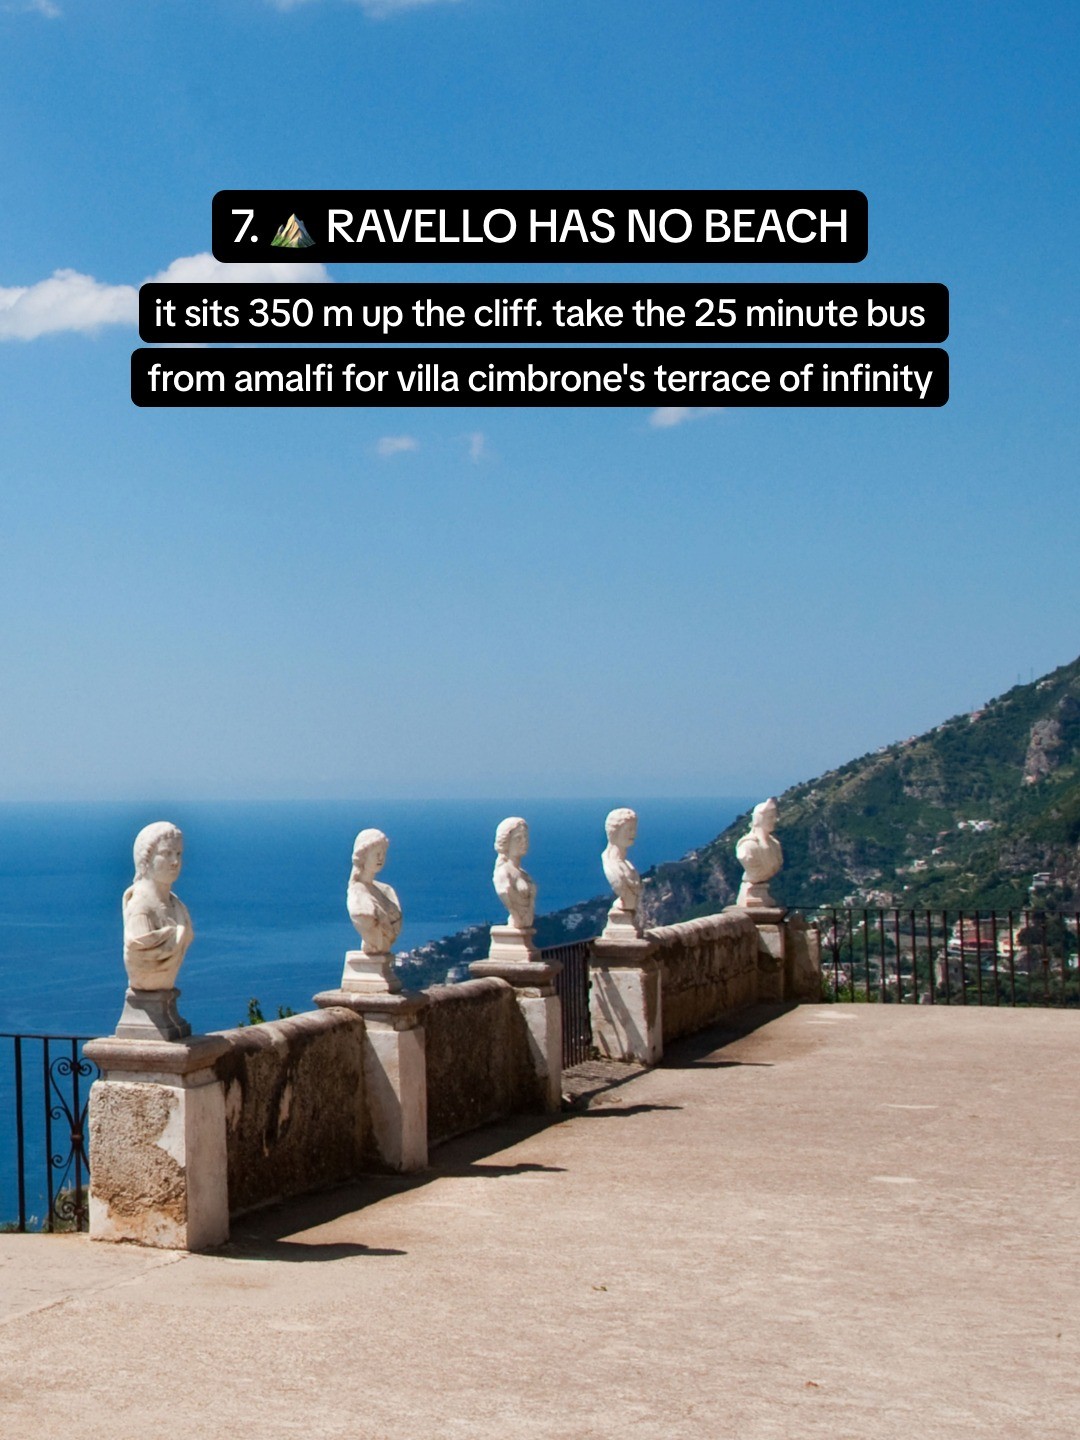 7. ⛰️ RAVELLO HAS NO BEACH
it sits 350 m up the cliff. take the 25 minute bus
from amalfi for villa cimbrone's terrace of infinity